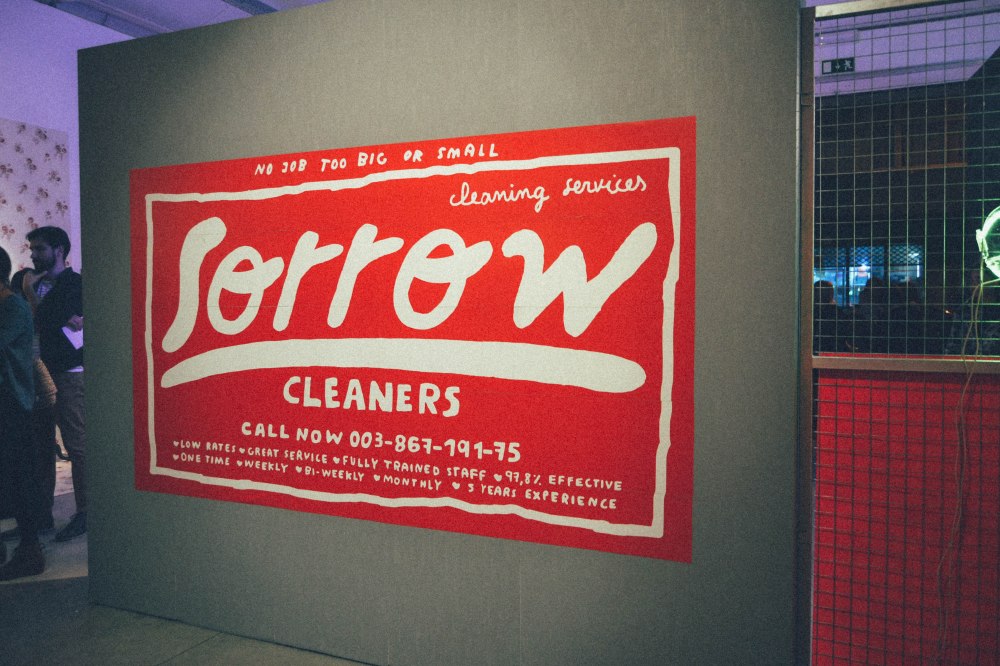 NO JOB TOO BIG OR SMALL
cleaning services
Sorrow
CLEANERS
CALL NOW 003-867-191-75
♥LOW RATES ♥GREAT SERVICE ♥FULLY TRAINED STAFF ♥97,8% EFFECTIVE
♥ONE TIME ♥WEEKLY ♥BI-WEEKLY ♥MONTHLY ♥5 YEARS EXPERIENCE